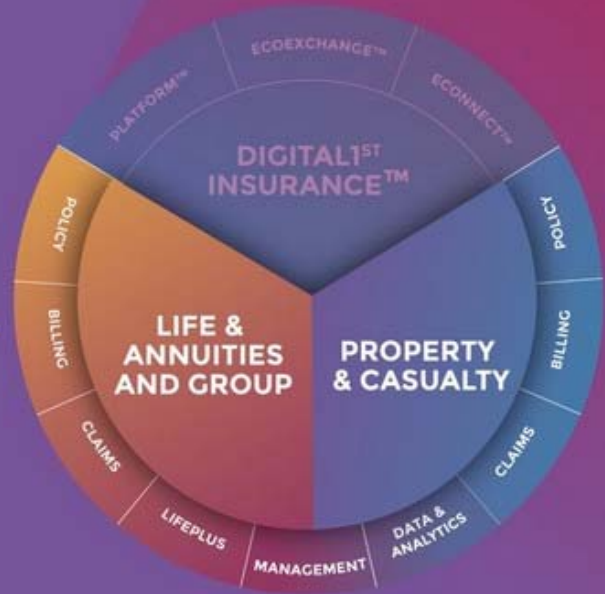 PLATFORM™
ECOEXCHANGE™
ECONNECT™
DIGITAL1ST
INSURANCE™
POLICY
BILLING
CLAIMS
LIFEPLUS
MANAGEMENT
DATA &
ANALYTICS
CLAIMS
BILLING
POLICY
LIFE &
ANNUITIES
AND GROUP
PROPERTY
& CASUALTY